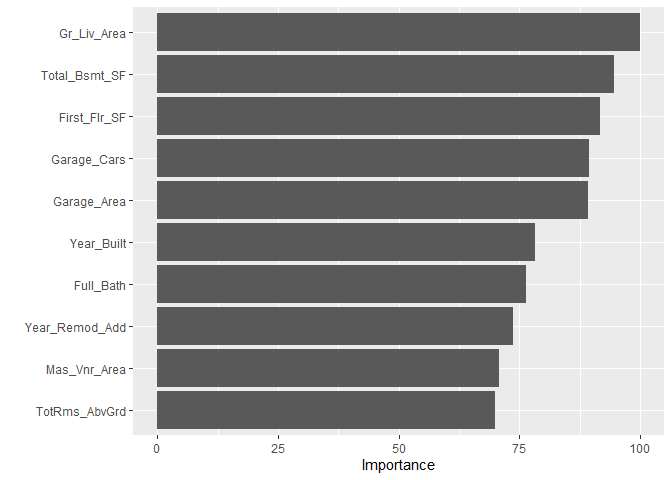 Gr_Liv_Area
Total_Bsmt_SF
First_Flr_SF
Garage_Cars
Garage_Area
Year_Built
Full_Bath
Year_Remod_Add
Mas_Vnr_Area
TotRms_AbvGrd
0 25 50 75 100
Importance